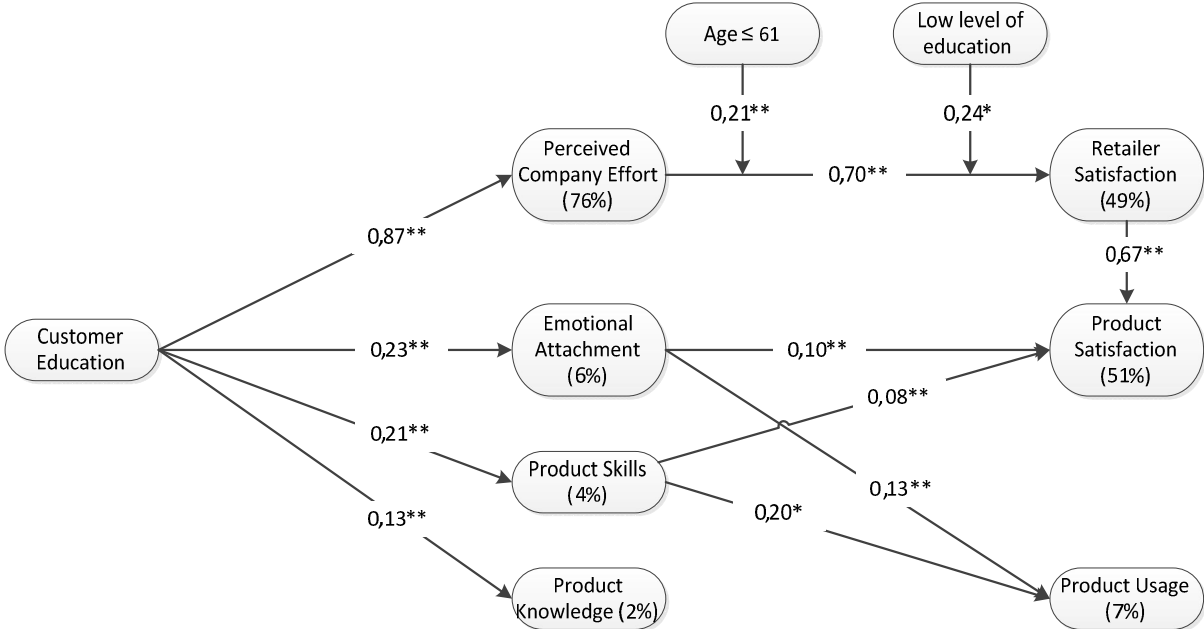 Age ≤ 61
Low level of
education
0,21**
0,24*
Perceived
Company Effort
(76%)
0,70**
Retailer
Satisfaction
(49%)
0,87**
0,67**
Customer
Education
0,23**
Emotional
Attachment
(6%)
0,10**
Product
Satisfaction
(51%)
0,08**
0,21**
Product Skills
(4%)
0,13**
0,20*
0,13**
Product
Knowledge (2%)
Product Usage
(7%)